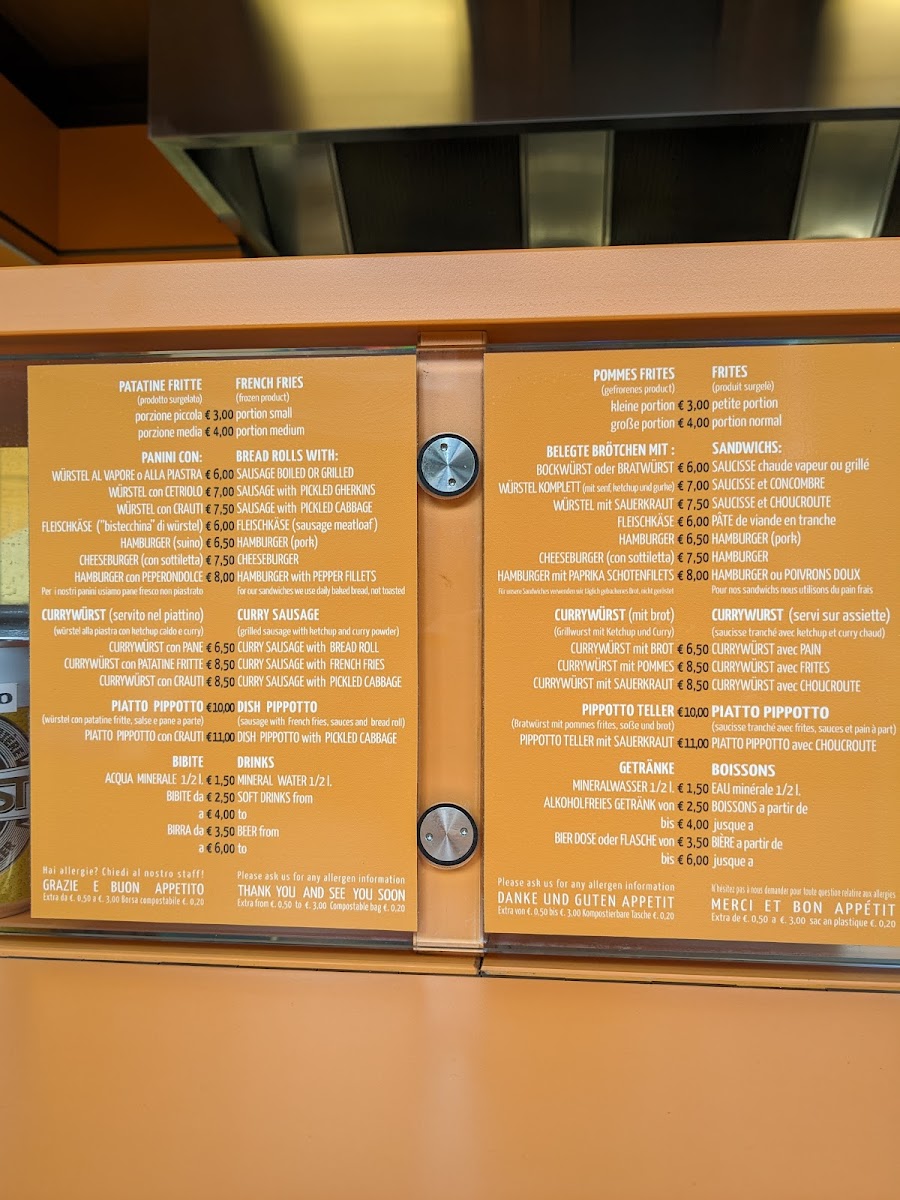 PATATINE FRITTE FRENCH FRIES
(prodotto surgelato) (frozen product)
porzione piccola € 3,00 portion small
porzione media € 4,00 portion medium
PANINI CON: BREAD ROLLS WITH:
WÜRSTEL AL VAPORE o ALLA PIASTRA € 6,00 SAUSAGE BOILED OR GRILLED
WÜRSTEL con CETRIOLO € 7,00 SAUSAGE with PICKLED GHERKINS
WÜRSTEL con CRAUTI € 7,50 SAUSAGE with PICKLED CABBAGE
FLEISCHKÄSE ("bistecchina" di würstel) € 6,00 FLEISCHKÄSE (sausage meatloaf)
HAMBURGER (suino) € 6,50 HAMBURGER (pork)
CHEESEBURGER (con sottiletta) € 7,50 CHEESEBURGER
HAMBURGER con PEPERONDOLCE € 8,00 HAMBURGER with PEPPER FILLETS
Per i nostri panini usiamo pane fresco non piastrato For our sandwiches we use daily baked bread, not toasted
CURRYWÜRST (servito nel piattino) CURRY SAUSAGE
(würstel alla piastra con ketchup caldo e curry) (grilled sausage with ketchup and curry powder)
CURRYWÜRST con PANE € 6,50 CURRY SAUSAGE with BREAD ROLL
CURRYWÜRST con PATATINE FRITTE € 8,50 CURRY SAUSAGE with FRENCH FRIES
CURRYWÜRST con CRAUTI € 8,50 CURRY SAUSAGE with PICKLED CABBAGE
PIATTO PIPPOTTO €10,00 DISH PIPPOTTO
(würstel con patatine fritte, salse e pane a parte) (sausage with French fries, sauces and bread roll)
PIATTO PIPPOTTO con CRAUTI €11,00 DISH PIPPOTTO with PICKLED CABBAGE
BIBITE DRINKS
ACQUA MINERALE 1/2 l. € 1,50 MINERAL WATER 1/2 l.
BIBITE da € 2,50 SOFT DRINKS from
a € 4,00 to
BIRRA da € 3,50 BEER from
a € 6,00 to
Hai allergie? Chiedi al nostro staff! Please ask us for any allergen information
GRAZIE E BUON APPETITO THANK YOU AND SEE YOU SOON
Extra da €. 0,50 a €. 3,00 Borsa compostabile €. 0,20 Extra from €. 0,50 to €. 3,00 Compostable bag €. 0,20
POMMES FRITES FRITES
(gefrorenes product) (produit surgelè)
kleine portion € 3,00 petite portion
große portion € 4,00 portion normal
BELEGTE BRÖTCHEN MIT : SANDWICHS:
BOCKWÜRST oder BRATWÜRST € 6,00 SAUCISSE chaude vapeur ou grillé
WÜRSTEL KOMPLETT (mit senf, ketchup und gurke) € 7,00 SAUCISSE et CONCOMBRE
WÜRSTEL mit SAUERKRAUT € 7,50 SAUCISSE et CHOUCROUTE
FLEISCHKÄSE € 6,00 PÂTE de viande en tranche
HAMBURGER € 6,50 HAMBURGER (pork)
CHEESEBURGER (con sottiletta) € 7,50 HAMBURGER
HAMBURGER mit PAPRIKA SCHOTENFILETS € 8,00 HAMBURGER ou POIVRONS DOUX
Für unsere Sandwiches verwenden wir täglich gebackenes Brot, nicht geröstet Pour nos sandwichs nous utilisons du pain frais
CURRYWÜRST (mit brot) CURRYWURST (servi sur assiette)
(Grillwurst mit Ketchup und Curry) (saucisse tranché avec ketchup et curry chaud)
CURRYWÜRST mit BROT € 6,50 CURRYWÜRST avec PAIN
CURRYWÜRST mit POMMES € 8,50 CURRYWÜRST avec FRITES
CURRYWÜRST mit SAUERKRAUT € 8,50 CURRYWÜRST avec CHOUCROUTE
PIPPOTTO TELLER €10,00 PIATTO PIPPOTTO
(Bratwürst mit pommes frites, soße und brot) (saucisse tranché avec frites, sauces et pain à part)
PIPPOTTO TELLER mit SAUERKRAUT €11,00 PIATTO PIPPOTTO avec CHOUCROUTE
GETRÄNKE BOISSONS
MINERALWASSER 1/2 l. € 1,50 EAU minérale 1/2 l.
ALKOHOLFREIES GETRÄNK von € 2,50 BOISSONS a partir de
bis € 4,00 jusque a
BIER DOSE oder FLASCHE von € 3,50 BIÈRE a partir de
bis € 6,00 jusque a
Please ask us for any allergen information N'hésitez pas à nous demander pour toute question relative aux allergies
DANKE UND GUTEN APPETIT MERCI ET BON APPÉTIT
Extra von €. 0,50 bis €. 3,00 Kompostierbare Tasche €. 0,20 Extra de €. 0,50 a €. 3,00 sac an plastique €. 0,20